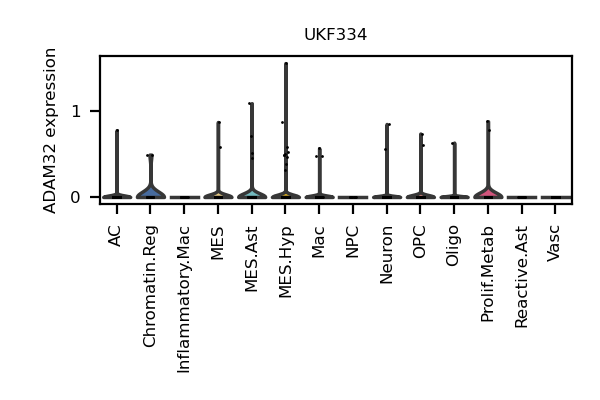 UKF334
ADAM32 expression
1
0
AC
Chromatin.Reg
Inflammatory.Mac
MES
MES.Ast
MES.Hyp
Mac
NPC
Neuron
OPC
Oligo
Prolif.Metab
Reactive.Ast
Vasc